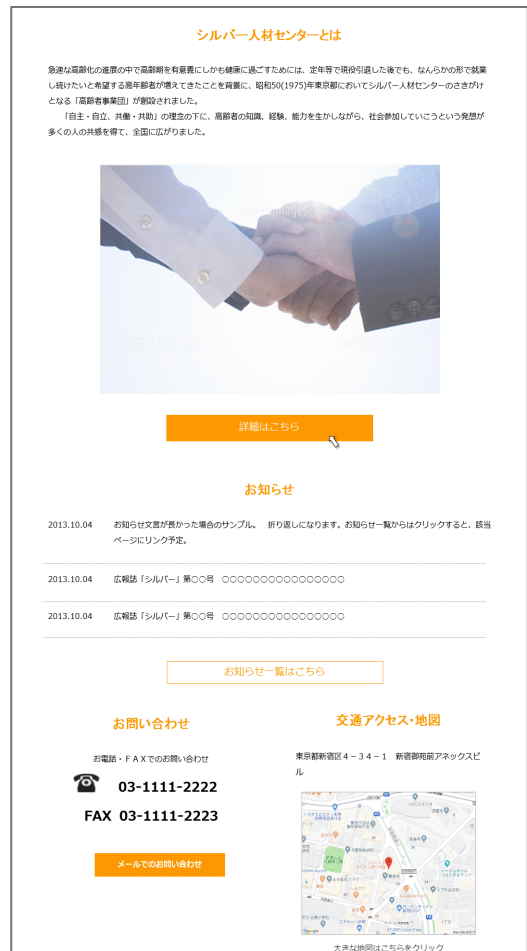 シルバー人材センターとは
急速な高齢化の進展の中で高齢期を有意義にしかも健康に過ごすためには、定年等で現役引退した後でも、なんらかの形で就業
し続けたいと希望する高年齢者が増えてきたことを背景に、昭和50(1975)年東京都においてシルバー人材センターのさきがけ
となる「高齢者事業団」が創設されました。
「自主・自立、共働・共助」の理念の下に、高齢者の知識、経験、能力を生かしながら、社会参加していこうという発想が
多くの人の共感を得て、全国に広がりました。
詳細はこちら
お知らせ
2013.10.04 お知らせ文言が長かった場合のサンプル。 折り返しになります。お知らせ一覧からはクリックすると、該当
ページにリンク予定。
2013.10.04 広報誌「シルバー」第○○号 ○○○○○○○○○○○○○○○○
2013.10.04 広報誌「シルバー」第○○号 ○○○○○○○○○○○○○○○○
お知らせ一覧はこちら
お問い合わせ
お電話・ＦＡＸでのお問い合わせ
03-1111-2222
FAX 03-1111-2223
メールでのお問い合わせ
交通アクセス・地図
東京都新宿区４－３４－１ 新宿御苑前アネックスビ
ル
Google
大きな地図はこちらをクリック